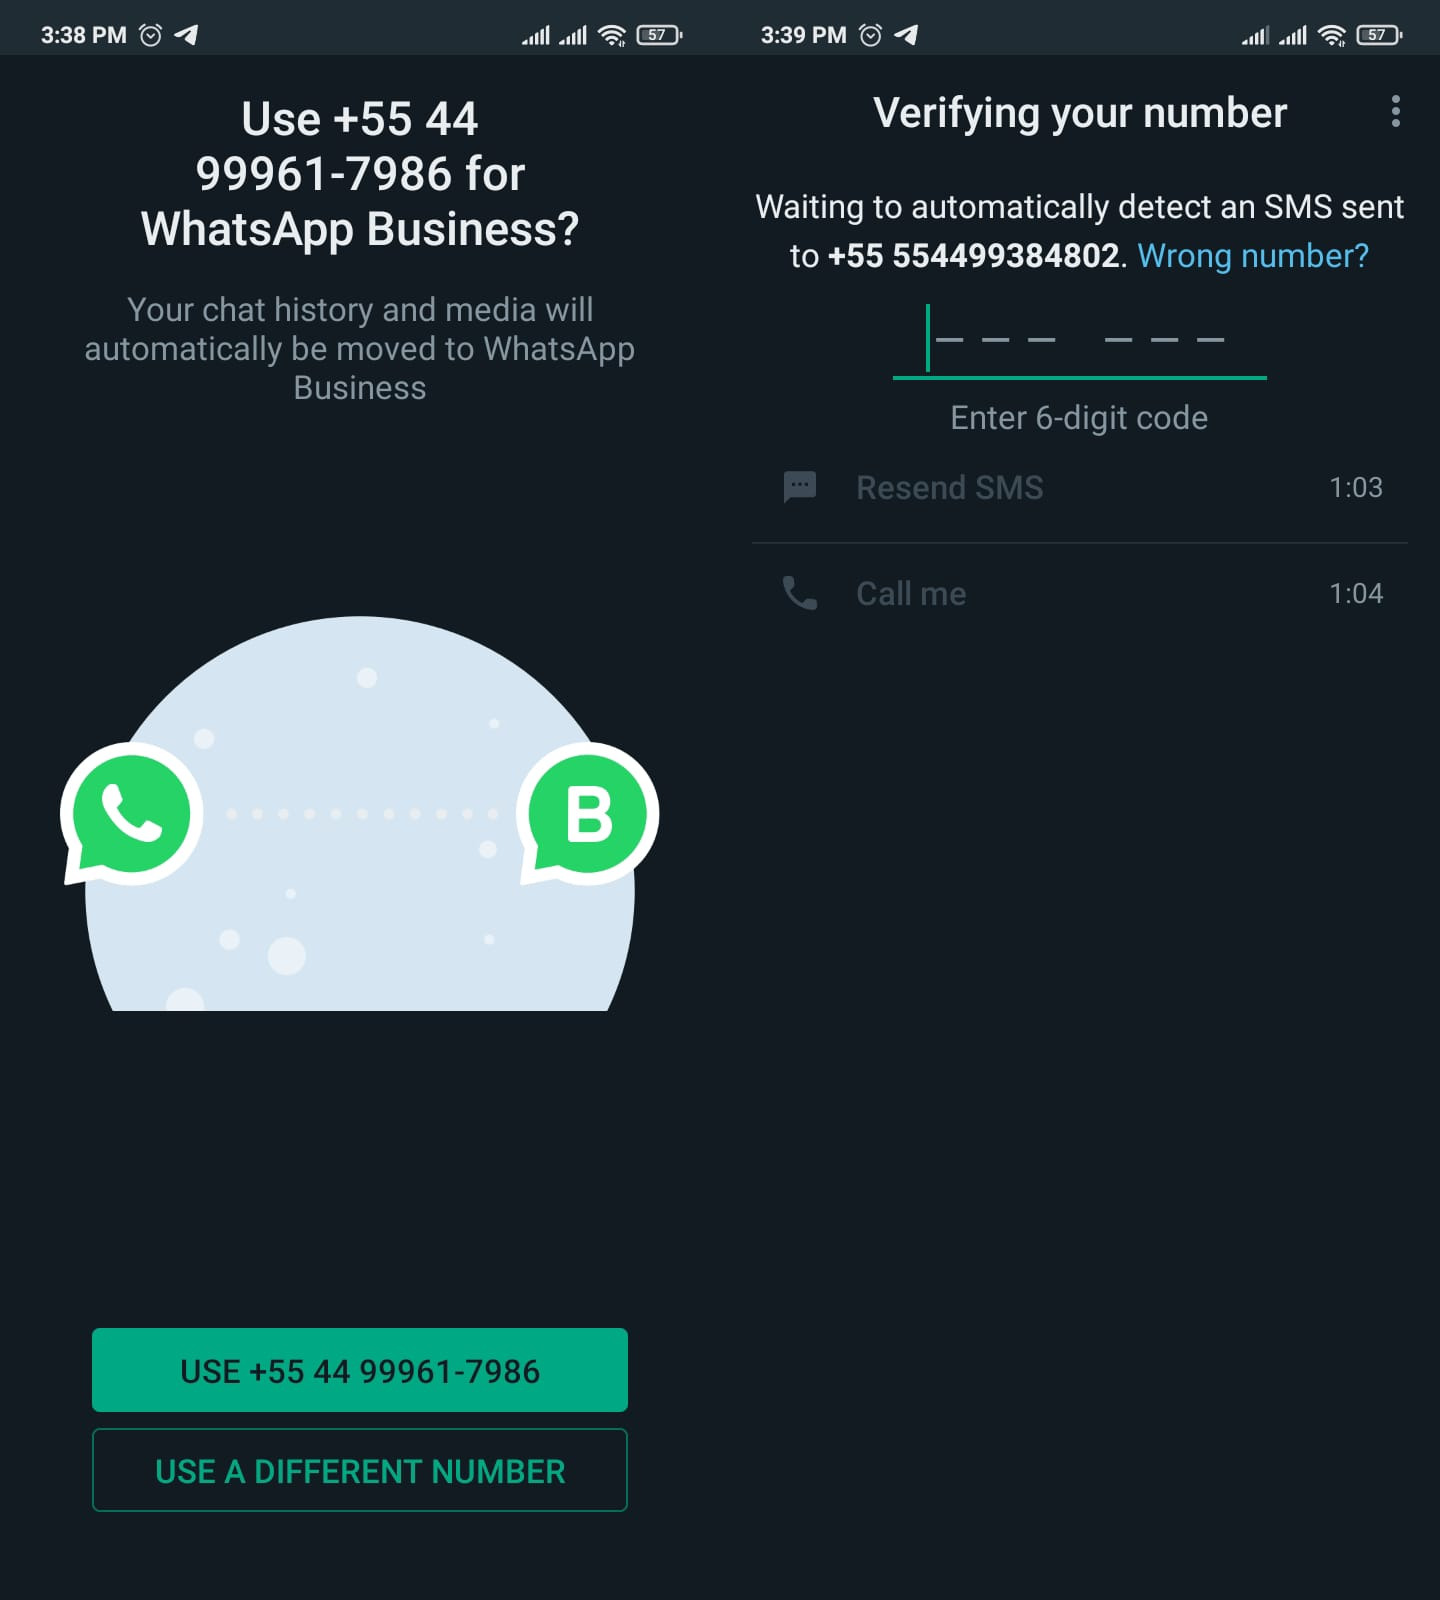 3:38 PM
57
Use +55 44
99961-7986 for
WhatsApp Business?
Your chat history and media will
automatically be moved to WhatsApp
Business
B
USE +55 44 99961-7986
USE A DIFFERENT NUMBER
3:39 PM
57
Verifying your number
Waiting to automatically detect an SMS sent
to +55 554499384802. Wrong number?
Enter 6-digit code
Resend SMS 1:03
Call me 1:04